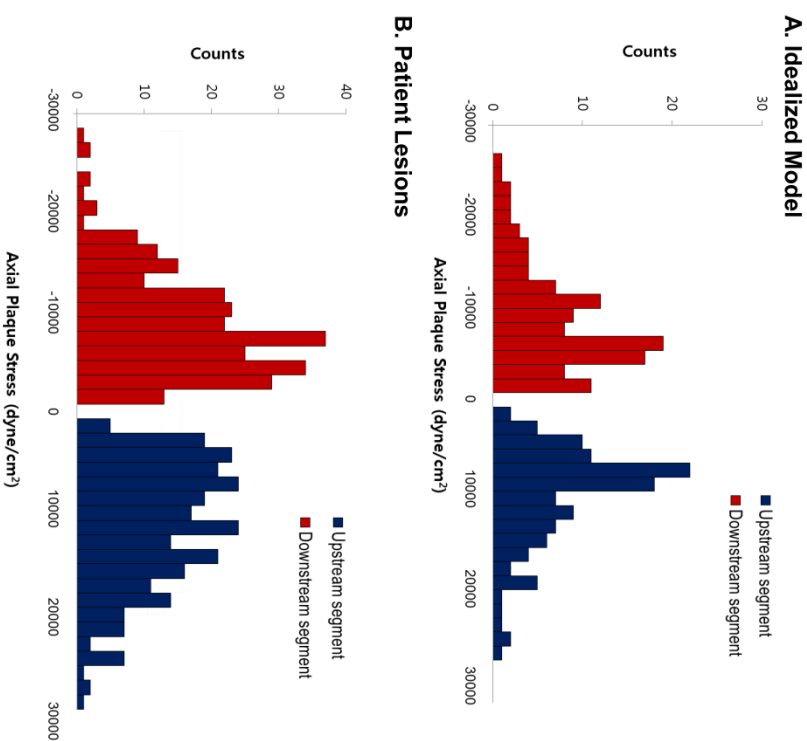 A. Idealized Model
Counts
30
20
10
0
-30000
-20000
-10000
0
10000
20000
30000
Axial Plaque Stress (dyne/cm²)
Upstream segment
Downstream segment
B. Patient Lesions
Counts
40
30
20
10
0
-30000
-20000
-10000
0
10000
20000
30000
Axial Plaque Stress (dyne/cm²)
Upstream segment
Downstream segment